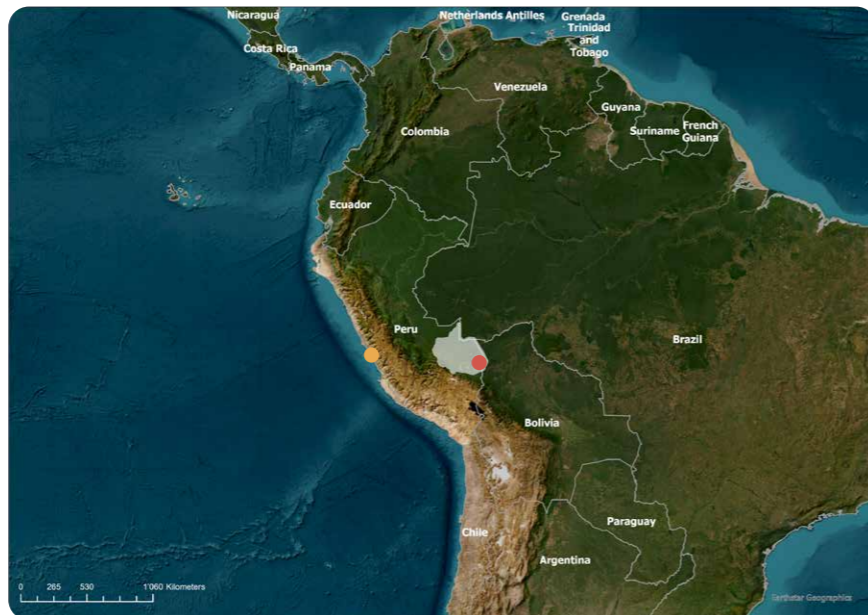 Nicaragua
Netherlands Antilles
Grenada
Trinidad
and
Tobago
Costa Rica
Panama
Venezuela
Guyana
Suriname
French
Guiana
Colombia
Ecuador
Peru
Brazil
Bolivia
Paraguay
Chile
Argentina
0 265 530 1'060 Kilometers
Earthstar Geographics